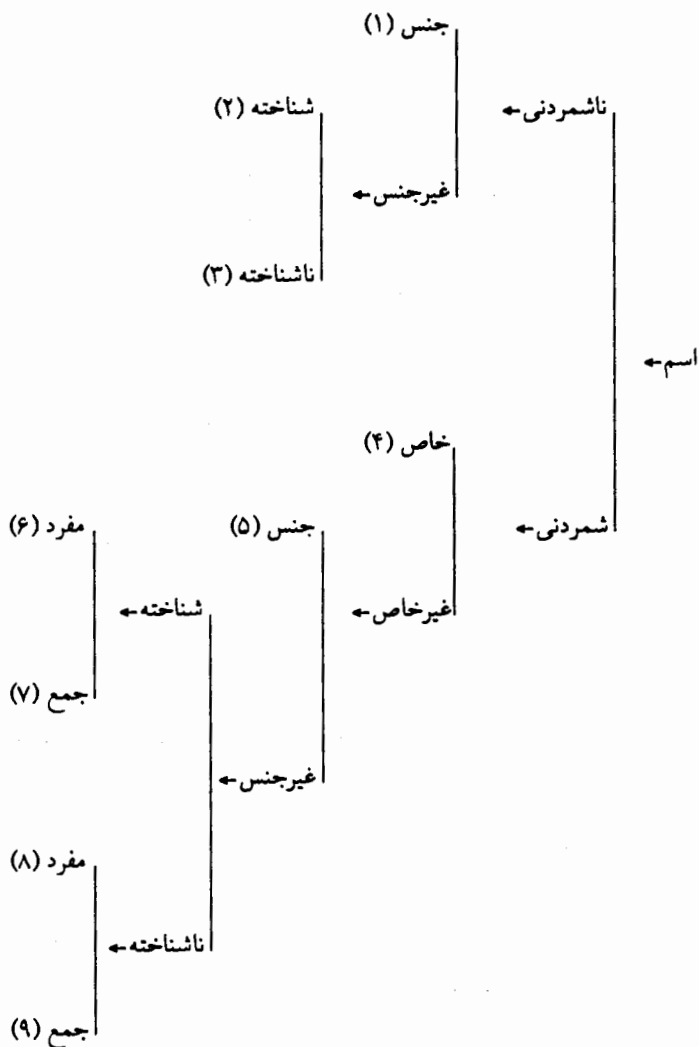 جنس (۱)
ناشمردنی← شناخته (۲)
غیرجنس←
ناشناخته (۳)
اسم←
خاص (۴)
شمردنی← جنس (۵) مفرد (۶)
غیرخاص← شناخته←
جمع (۷)
غیرجنس←
مفرد (۸)
ناشناخته←
جمع (۹)